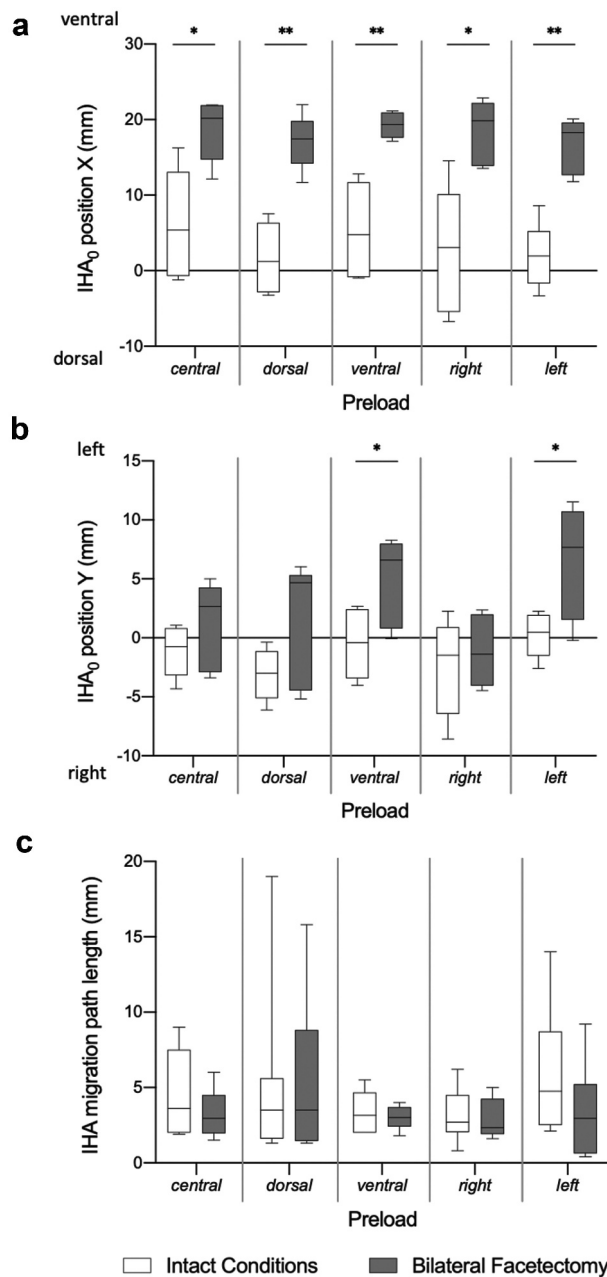 a
ventral
30
20
10
0
-10
IHA0 position X (mm)
* ** ** * **
dorsal
central dorsal ventral right left
Preload
b
left
15
10
5
0
-5
-10
IHA0 position Y (mm)
* *
right
central dorsal ventral right left
Preload
c
20
15
10
5
0
IHA migration path length (mm)
central dorsal ventral right left
Preload
Intact Conditions Bilateral Facetectomy